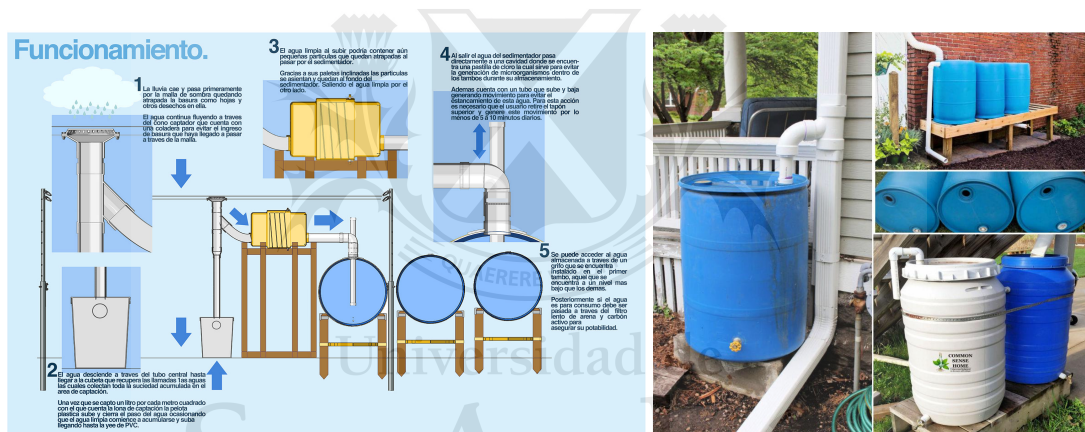 Funcionamiento.
1 La lluvia cae y pasa primeramente
por la malla de sombra quedando
atrapada la basura como hojas y
otros desechos en ella.
El agua continua fluyendo a traves
del cono captador que cuenta con
una coladera para evitar el ingreso
de basura que haya llegado a pasar
a traves de la malla.
2 El agua desciende a traves del tubo central hasta
llegar a la cubeta que recupera las llamadas 1as aguas
las cuales colectan toda la suciedad acumulada en el
area de captación.
Una vez que se capto un litro por cada metro cuadrado
con el que cuenta la lona de captación la pelota
plastica sube y cierra el paso del agua ocasionando
que el agua limpia comience a acumularse y suba
llegando hasta la yee de PVC.
3 El agua limpia al subir podria contener aún
pequeñas particulas que quedan atrapadas al
pasar por el sedimentador.
Gracias a sus paletas inclinadas las particulas
se asientan y quedan al fondo del
sedimentador. Saliendo el agua limpia por el
otro lado.
4 Al salir el agua del sedimentador pasa
directamente a una cavidad donde se encuen-
tra una pastilla de cloro la cual sirve para evitar
la generación de microorganismos dentro de
los tambos durante su almacenamiento.
Ademas cuenta con un tubo que sube y baja
generando movimiento para evitar el
estancamiento de esta agua. Para esta acción
es necesario que el usuario retire el tapón
superior y genere este movimiento por lo
menos de 5 a 10 minutos diarios.
5 Se puede acceder al agua
almacenada a traves de un
grifo que se encuentra
instalado en el primer
tambo, aquel que se
encuentra a un nivel mas
bajo que los demas.
Posteriormente si el agua
es para consumo debe ser
pasada a traves del filtro
lento de arena y carbón
activo para
asegurar su potabilidad.
QUAERERE
Universidad de
COMMON
SENSE
HOME